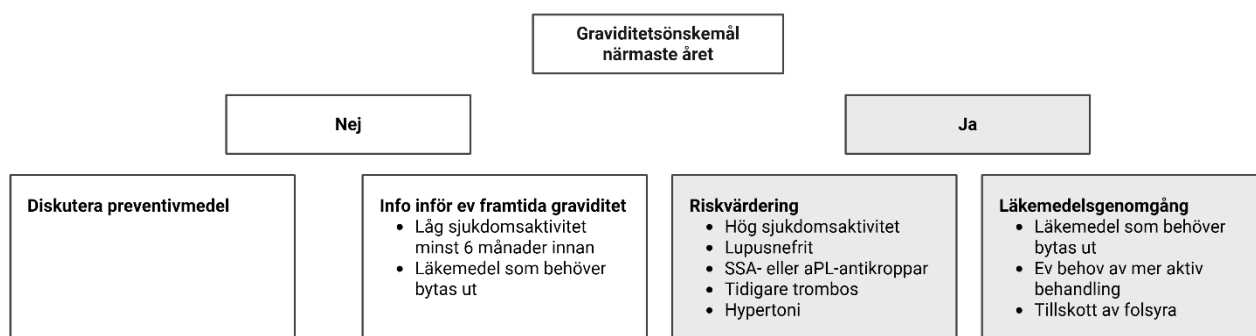 Graviditetsönskemål
närmaste året
Nej
Ja
Diskutera preventivmedel
Info inför ev framtida graviditet
• Låg sjukdomsaktivitet
minst 6 månader innan
• Läkemedel som behöver
bytas ut
Riskvärdering
• Hög sjukdomsaktivitet
• Lupusnefrit
• SSA- eller aPL-antikroppar
• Tidigare trombos
• Hypertoni
Läkemedelsgenomgång
• Läkemedel som behöver
bytas ut
• Ev behov av mer aktiv
behandling
• Tillskott av folsyra